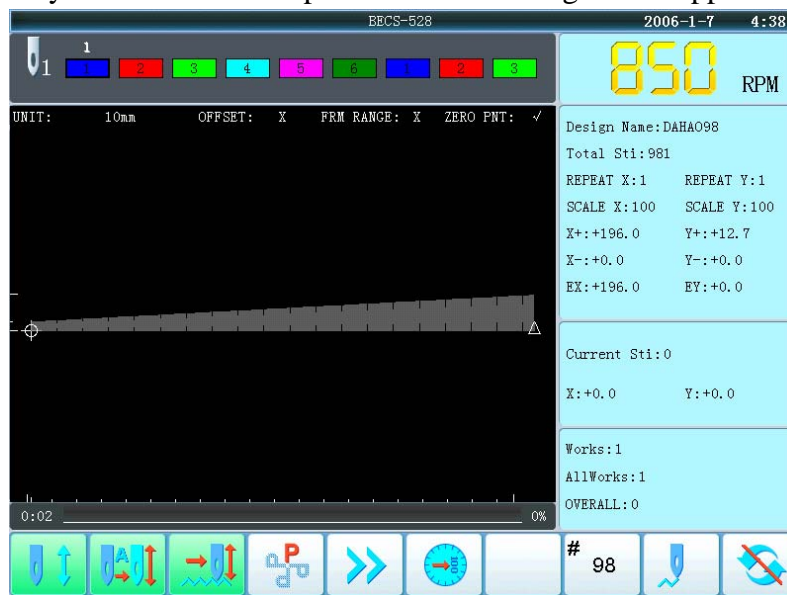 BECS-528 2006-1-7 4:38
1
1 1 2 3 4 5 6 1 2 3
850 RPM
UNIT: 10mm OFFSET: X FRM RANGE: X ZERO PNT: √
Design Name:DAHAO98
Total Sti:981
REPEAT X:1 REPEAT Y:1
SCALE X:100 SCALE Y:100
X+:+196.0 Y+:+12.7
X-:+0.0 Y-:+0.0
EX:+196.0 EY:+0.0
Current Sti:0
X:+0.0 Y:+0.0
Works:1
AllWorks:1
OVERALL:0
0:02 0%
A
P
P
P
100
# 98